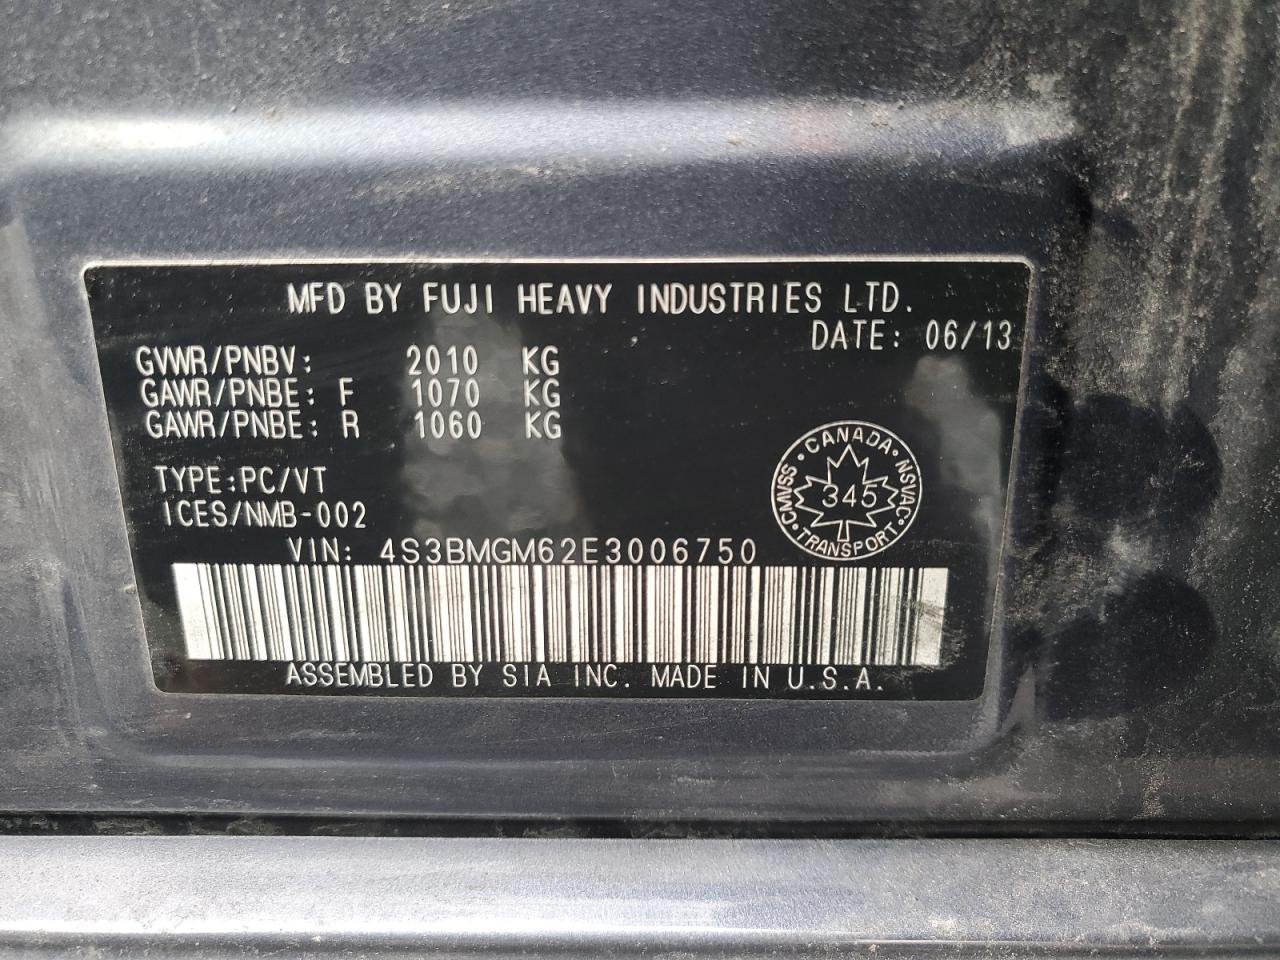 MFD BY FUJI HEAVY INDUSTRIES LTD.
DATE: 06/13
GVWR/PNBV: 2010 KG
GAWR/PNBE: F 1070 KG
GAWR/PNBE: R 1060 KG
TYPE:PC/VT
ICES/NMB-002
CANADA · NSVAC · TRANSPORT · CMVSS ·
345
VIN: 4S3BMGM62E3006750
ASSEMBLED BY SIA INC. MADE IN U.S.A.